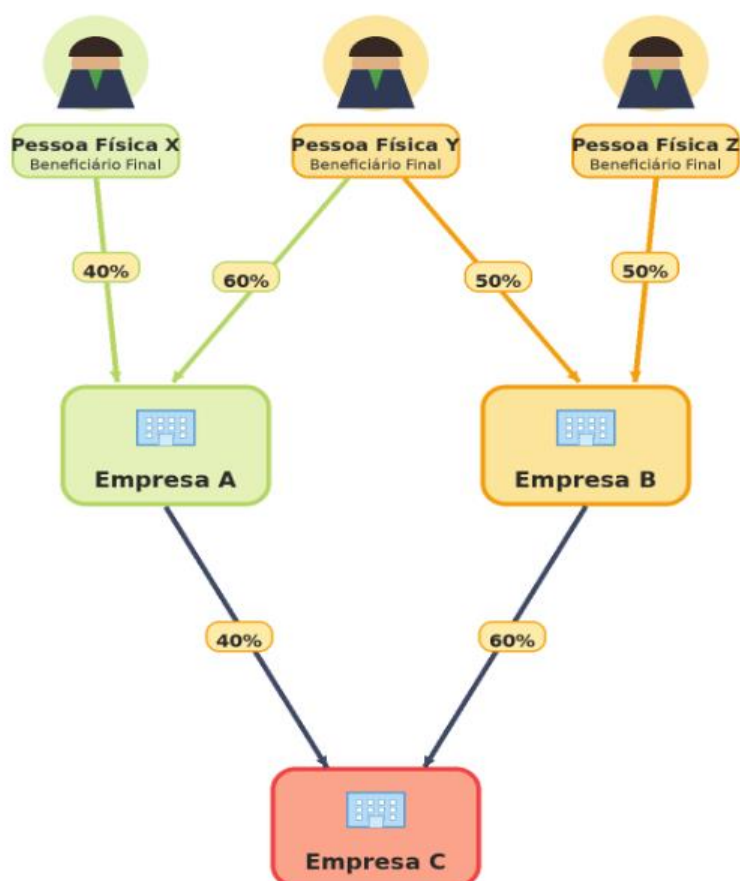 Pessoa Física X
Beneficiário Final
Pessoa Física Y
Beneficiário Final
Pessoa Física Z
Beneficiário Final
40%
60%
50%
50%
Empresa A
Empresa B
40%
60%
Empresa C